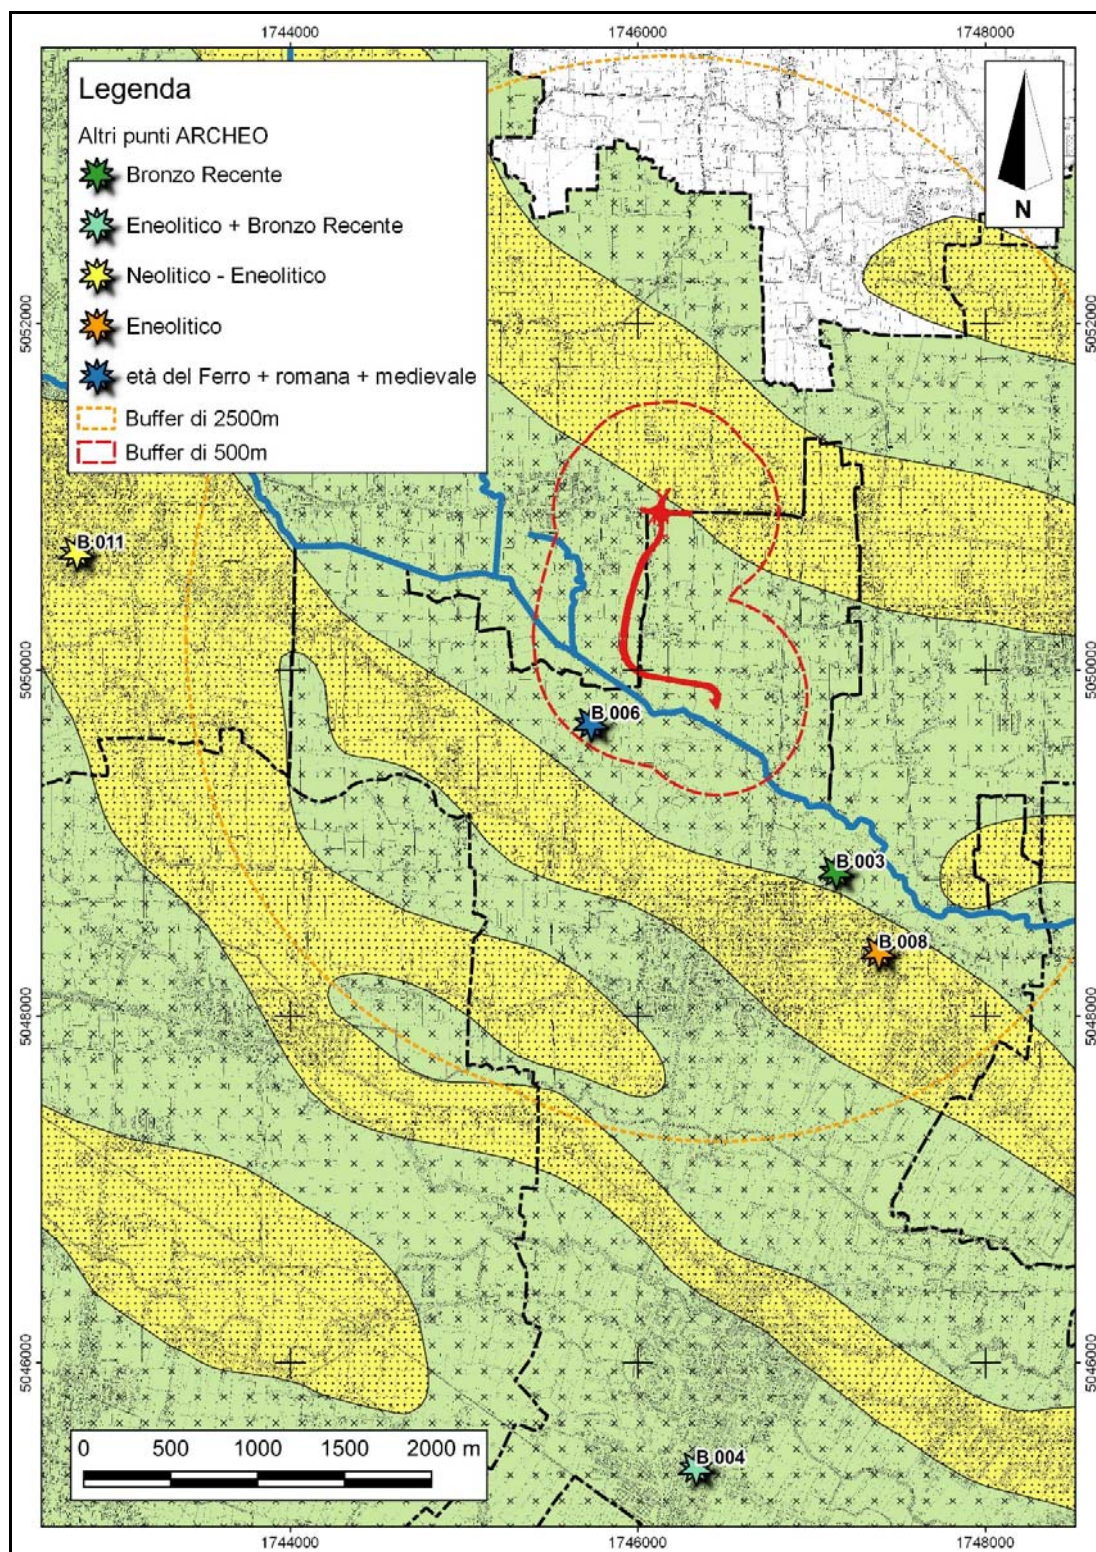 1744000 1746000 1748000
Legenda
Altri punti ARCHEO
Bronzo Recente
Eneolitico + Bronzo Recente
Neolitico - Eneolitico
Eneolitico
età del Ferro + romana + medievale
Buffer di 2500m
Buffer di 500m
N
5052000 5052000
B 011
5050000 5050000
B 006
B 003
B 008
5048000 5048000
5046000 5046000
0 500 1000 1500 2000 m
B 004
1744000 1746000 1748000